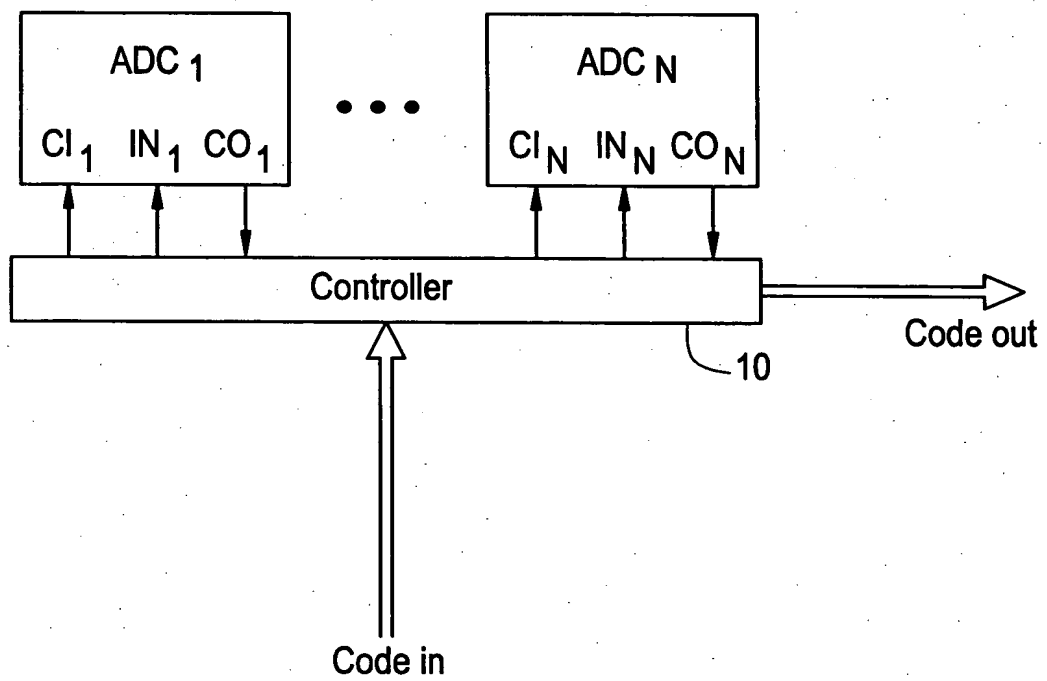 ADC 1
ADC N
CI 1 IN 1 CO 1
CI N IN N CO N
Controller
Code out
10
Code in